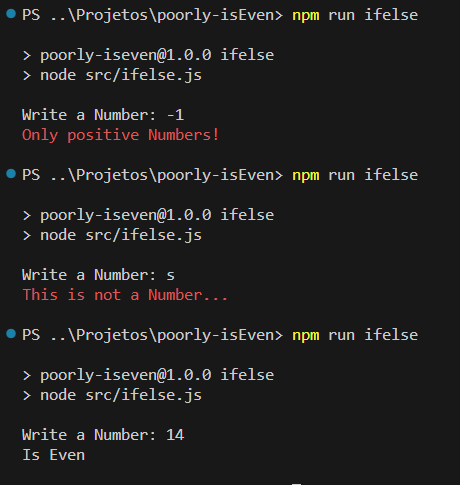 PS ..\Projetos\poorly-isEven> npm run ifelse
> poorly-iseven@1.0.0 ifelse
> node src/ifelse.js
Write a Number: -1
Only positive Numbers!
PS ..\Projetos\poorly-isEven> npm run ifelse
> poorly-iseven@1.0.0 ifelse
> node src/ifelse.js
Write a Number: s
This is not a Number...
PS ..\Projetos\poorly-isEven> npm run ifelse
> poorly-iseven@1.0.0 ifelse
> node src/ifelse.js
Write a Number: 14
Is Even